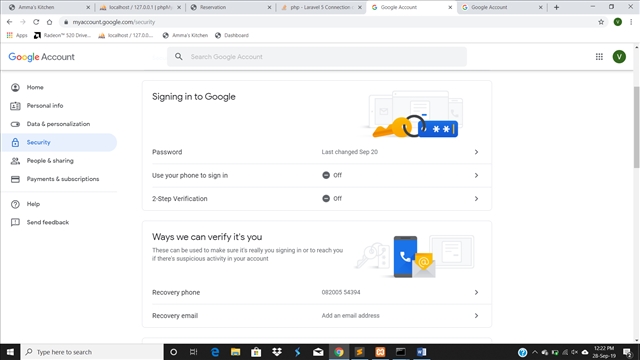 Amma's Kitchen
localhost / 127.0.0.1 | phpM
Reservation
php - Laravel 5 Connection c
Google Account
Google Account
myaccount.google.com/security
Apps
Radeon™ 520 Drive...
localhost / 127.0.0...
Amma's Kitchen
Dashboard
Google Account
Search Google Account
V
Home
Personal info
Data & personalization
Security
People & sharing
Payments & subscriptions
Help
Send feedback
Signing in to Google
Password
Last changed Sep 20
Use your phone to sign in
Off
2-Step Verification
Off
Ways we can verify it's you
These can be used to make sure it's really you signing in or to reach you
if there's suspicious activity in your account
Recovery phone
082005 54394
Recovery email
Add an email address
Type here to search
12:22 PM
28-Sep-19